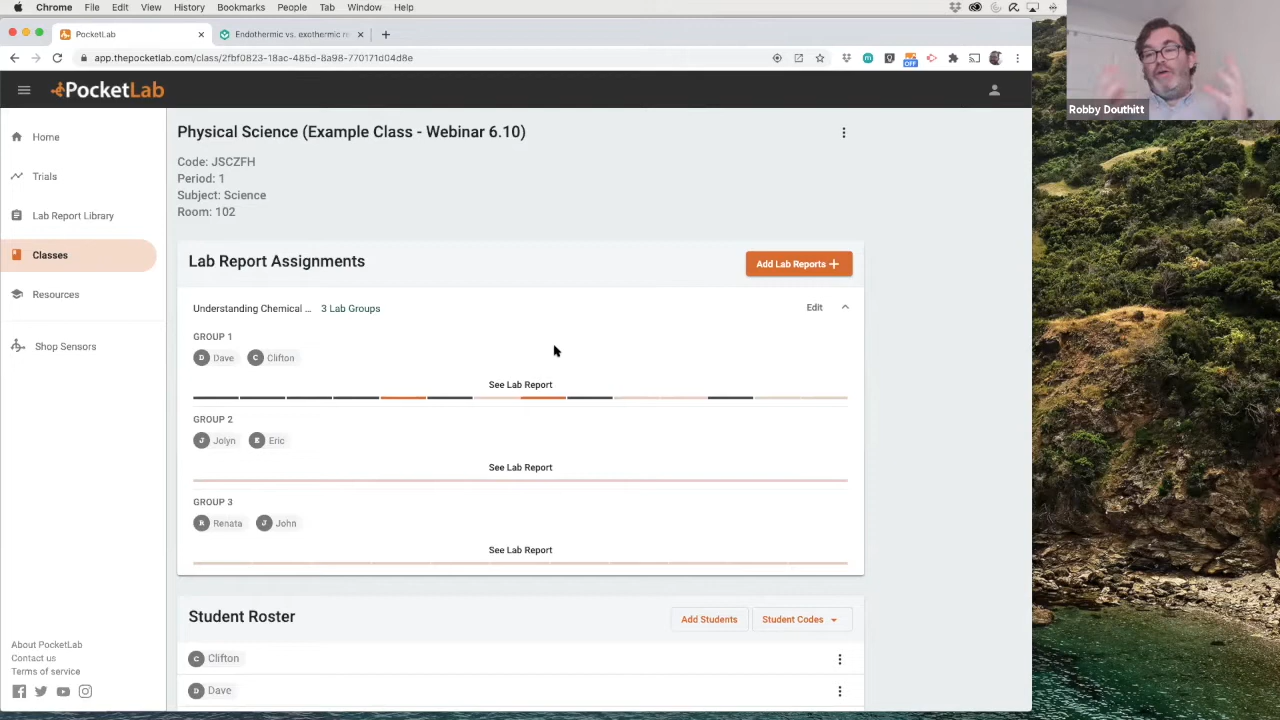 Chrome File Edit View History Bookmarks People Tab Window Help
PocketLab
Endothermic vs. exothermic re
app.thepocketlab.com/class/2fbf0823-18ac-485d-8a98-770171d04d8e
OFF
PocketLab
Robby Douthitt
Home
Trials
Lab Report Library
Classes
Resources
Shop Sensors
Physical Science (Example Class - Webinar 6.10)
Code: JSCZFH
Period: 1
Subject: Science
Room: 102
Lab Report Assignments
Add Lab Reports +
Understanding Chemical ... 3 Lab Groups
Edit
GROUP 1
D Dave C Clifton
See Lab Report
GROUP 2
J Jolyn E Eric
See Lab Report
GROUP 3
R Renata J John
See Lab Report
Student Roster
Add Students
Student Codes
C Clifton
D Dave
About PocketLab
Contact us
Terms of service